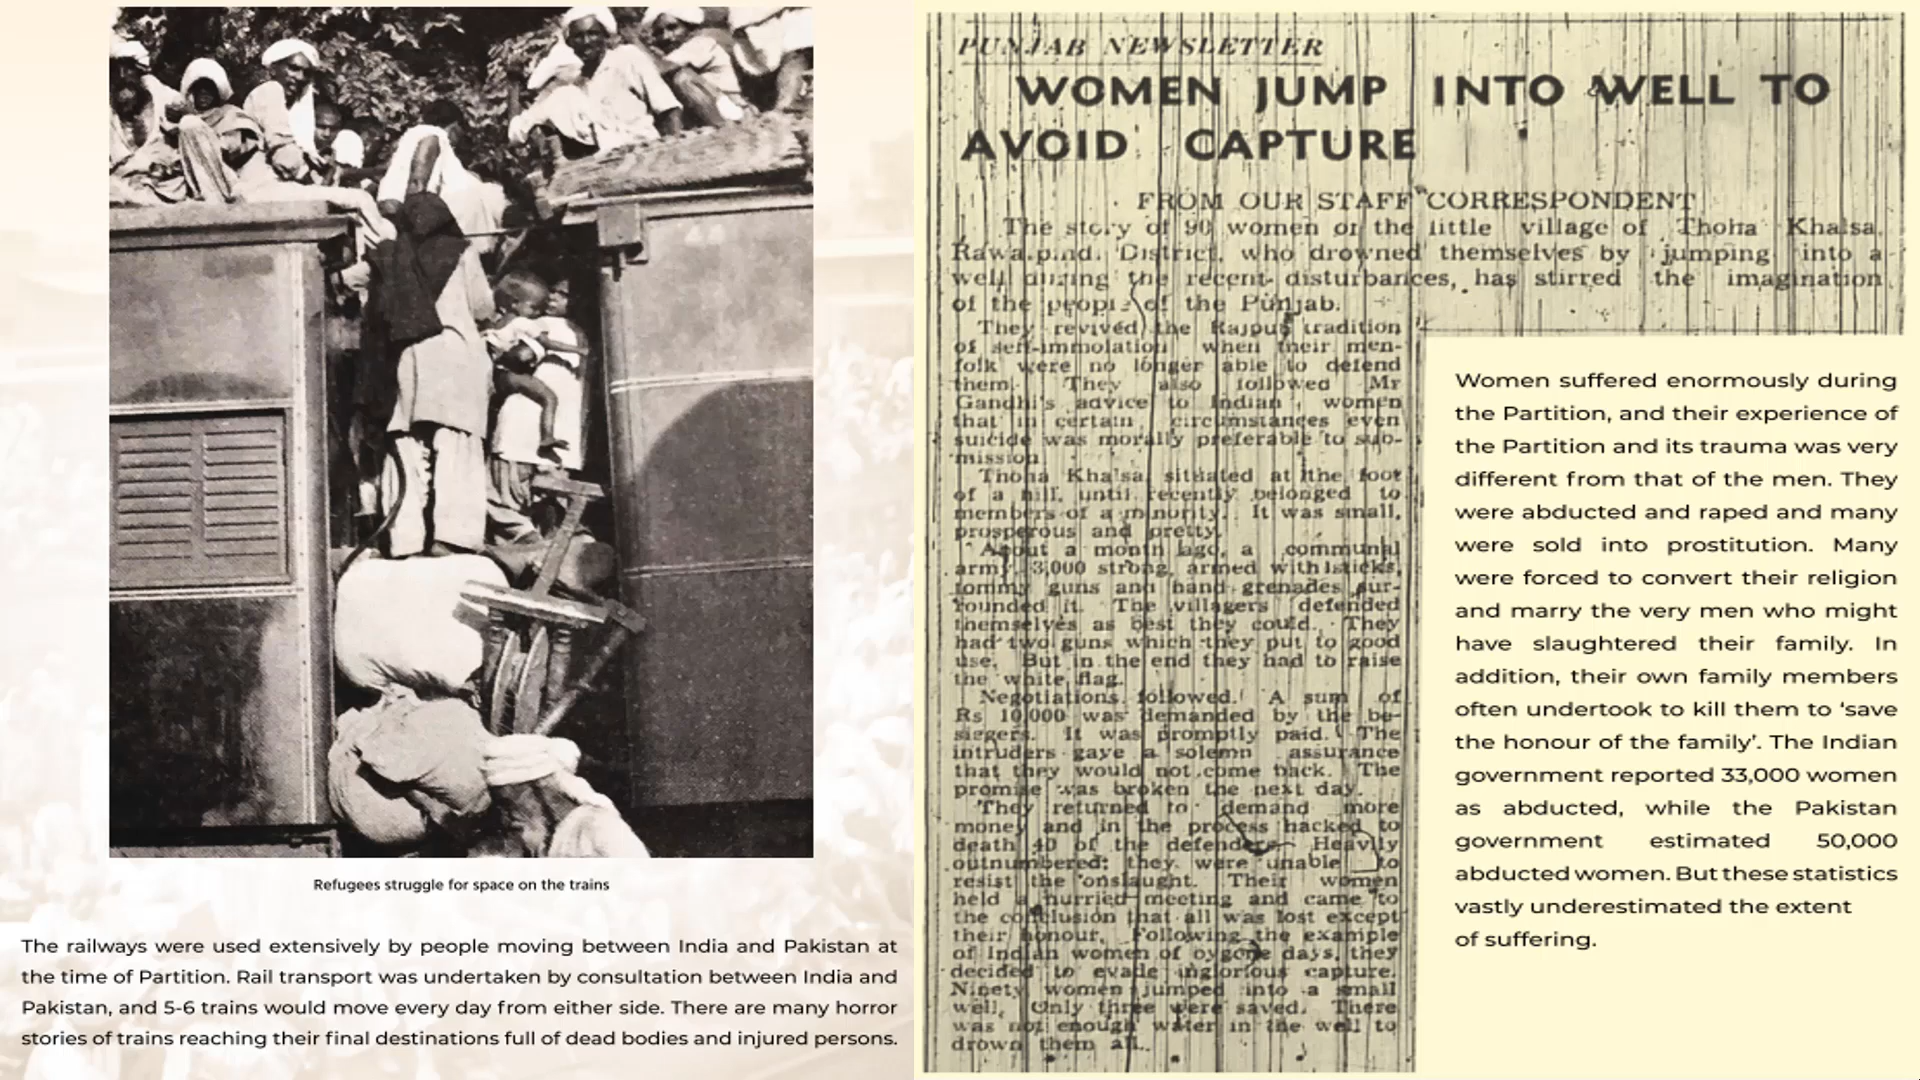 Refugees struggle for space on the trains
The railways were used extensively by people moving between India and Pakistan at
the time of Partition. Rail transport was undertaken by consultation between India and
Pakistan, and 5-6 trains would move every day from either side. There are many horror
stories of trains reaching their final destinations full of dead bodies and injured persons.
PUNJAB NEWSLETTER
WOMEN JUMP INTO WELL TO
AVOID CAPTURE
FROM OUR STAFF CORRESPONDENT
The story of 90 women of the little village of Thoha Khalsa,
Rawalpindi District, who drowned themselves by jumping into a
well during the recent disturbances, has stirred the imagination
of the people of the Punjab.
They revived the Rajput tradition
of self-immolation when their men-
folk were no longer able to defend
them. They also followed Mr
Gandhi's advice to Indian women
that in certain circumstances even
suicide was morally preferable to sub-
mission.
Thoha Khalsa, situated at the foot
of a hill, until recently belonged to
members of a minority. It was small,
prosperous and pretty.
About a month ago, a communal
army, 3,000 strong, armed with sticks,
tommy guns and hand grenades sur-
rounded it. The villagers defended
themselves as best they could. They
had two guns which they put to good
use. But in the end they had to raise
the white flag.
Negotiations followed. A sum of
Rs 10,000 was demanded by the be-
siegers. It was promptly paid. The
intruders gave a solemn assurance
that they would not come back. The
promise was broken the next day.
They returned to demand more
money and in the process hacked to
death 40 of the defenders. Heavily
outnumbered, they were unable to
resist the onslaught. Their women
held a hurried meeting and came to
the conclusion that all was lost except
their honour. Following the example
of Indian women of bygone days, they
decided to evade inglorious capture.
Ninety women jumped into a small
well. Only three were saved. There
was not enough water in the well to
drown them all.
Women suffered enormously during
the Partition, and their experience of
the Partition and its trauma was very
different from that of the men. They
were abducted and raped and many
were sold into prostitution. Many
were forced to convert their religion
and marry the very men who might
have slaughtered their family. In
addition, their own family members
often undertook to kill them to ‘save
the honour of the family’. The Indian
government reported 33,000 women
as abducted, while the Pakistan
government estimated 50,000
abducted women. But these statistics
vastly underestimated the extent
of suffering.